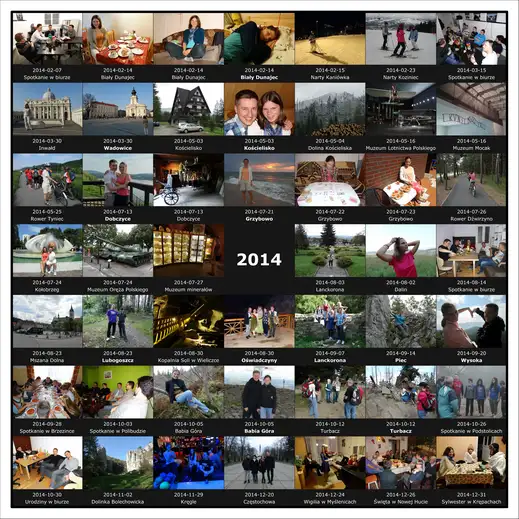 2014-02-07
Spotkanie w biurze
2014-02-14
Biały Dunajec
2014-02-14
Biały Dunajec
2014-02-14
Biały Dunajec
2014-02-15
Narty Kaniówka
2014-02-23
Narty Koziniec
2014-03-15
Spotkanie w biurze
2014-03-30
Inwałd
2014-03-30
Wadowice
2014-05-03
Kościelisko
2014-05-03
Kościelisko
2014-05-03
Dolina Kościeliska
2014-05-16
Muzeum Lotnictwa Polskiego
2014-05-16
Muzeum Mocak
2014-05-25
Rower Tyniec
2014-07-13
Dobczyce
2014-07-13
Dobczyce
2014-07-21
Grzybowo
2014-07-22
Grzybowo
2014-07-23
Grzybowo
2014-07-26
Rower Dźwirzyno
2014-07-24
Kołobrzeg
2014-07-24
Muzeum Oręża Polskiego
2014-07-27
Muzeum minerałów
2014
2014-08-03
Lanckorona
2014-08-02
Dalin
2014-08-14
Spotkanie w biurze
2014-08-23
Mszana Dolna
2014-08-23
Lubogoszcz
2014-08-30
Kopalnia Soli w Wieliczce
2014-08-30
Oświadczyny
2014-09-07
Lanckorona
2014-09-14
Piec
2014-09-20
Wysoka
2014-09-28
Spotkanie w Brzezince
2014-10-03
Spotkanie w Polibudzie
2014-10-05
Babia Góra
2014-10-05
Babia Góra
2014-10-12
Turbacz
2014-10-12
Turbacz
2014-10-26
Spotkanie w Podstolicach
2014-10-30
Urodziny w biurze
2014-11-02
Dolinka Bolechowicka
2014-11-29
Kręgle
2014-12-20
Częstochowa
2014-12-24
Wigilia w Myślenicach
2014-12-26
Święta w Nowej Hucie
2014-12-31
Sylwester w Krępachach